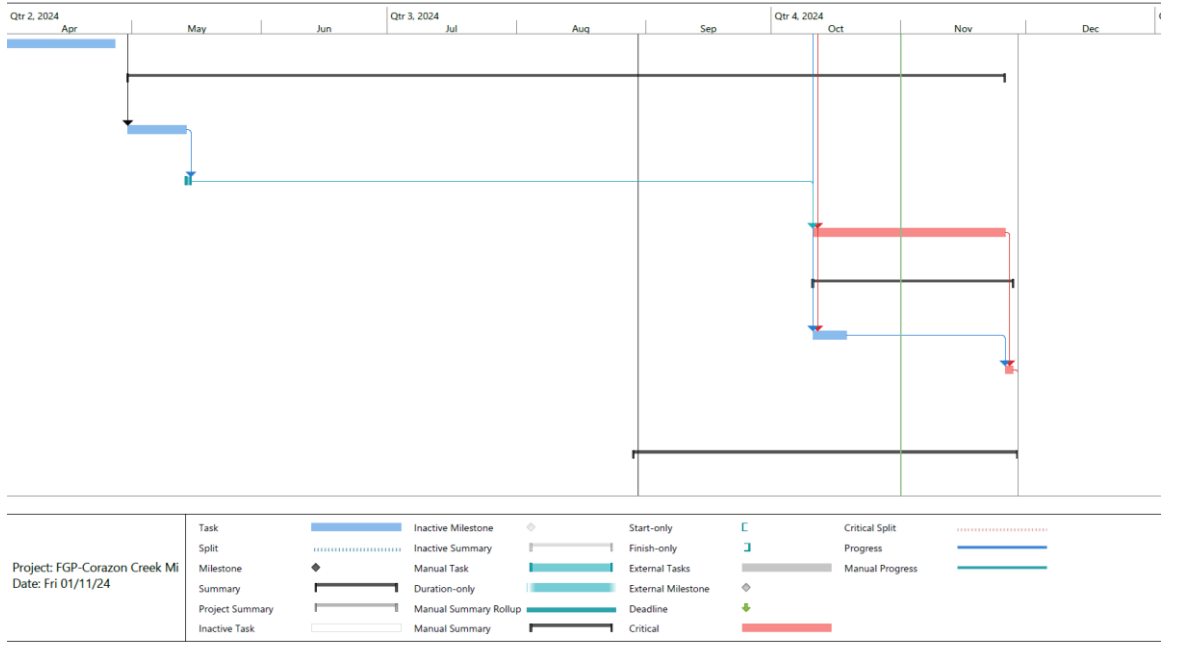 Qtr 2, 2024 Qtr 3, 2024 Qtr 4, 2024
Apr May Jun Jul Aug Sep Oct Nov Dec
Task Inactive Milestone Start-only Critical Split
Split Inactive Summary Finish-only Progress
Project: FGP-Corazon Creek Mi
Date: Fri 01/11/24
Milestone Manual Task External Tasks Manual Progress
Summary Duration-only External Milestone
Project Summary Manual Summary Rollup Deadline
Inactive Task Manual Summary Critical